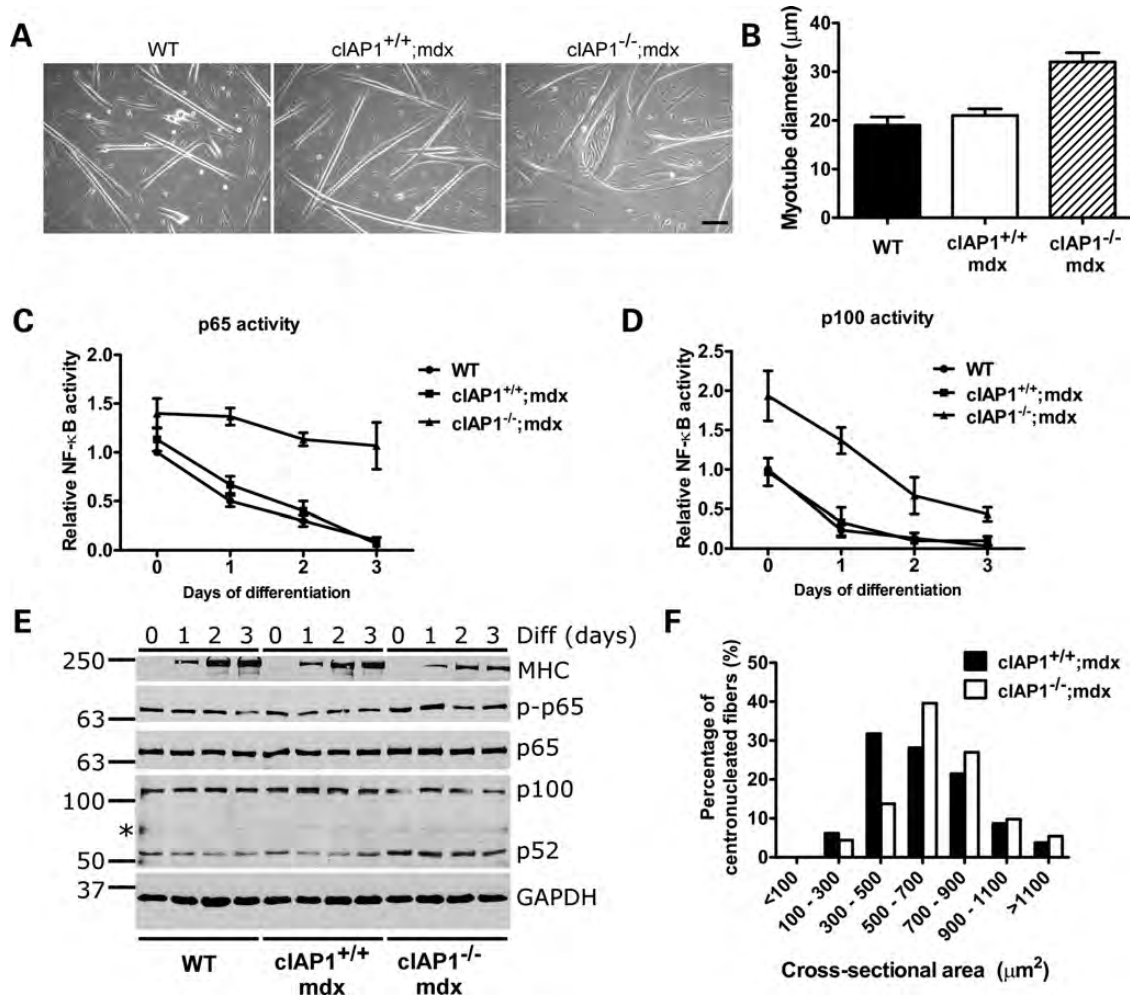 A
WT
cIAP1+/+;mdx
cIAP1-/-;mdx
B
Myotube diameter (μm)
40
30
20
10
0
WT
cIAP1+/+
mdx
cIAP1-/-
mdx
C
p65 activity
Relative NF-κB activity
2.0
1.5
1.0
0.5
0.0
0 1 2 3
Days of differentiation
WT
cIAP1+/+;mdx
cIAP1-/-;mdx
D
p100 activity
Relative NF-κB activity
2.5
2.0
1.5
1.0
0.5
0.0
0 1 2 3
Days of differentiation
WT
cIAP1+/+;mdx
cIAP1-/-;mdx
E
0 1 2 3 0 1 2 3 0 1 2 3 Diff (days)
250 MHC
p-p65
63
p65
63
p100
100
*
p52
50
37
GAPDH
WT
cIAP1+/+
mdx
cIAP1-/-
mdx
F
Percentage of
centronucleated fibers (%)
50
40
30
20
10
0
cIAP1+/+;mdx
cIAP1-/-;mdx
<100
100 - 300
300 - 500
500 - 700
700 - 900
900 - 1100
>1100
Cross-sectional area (μm2)